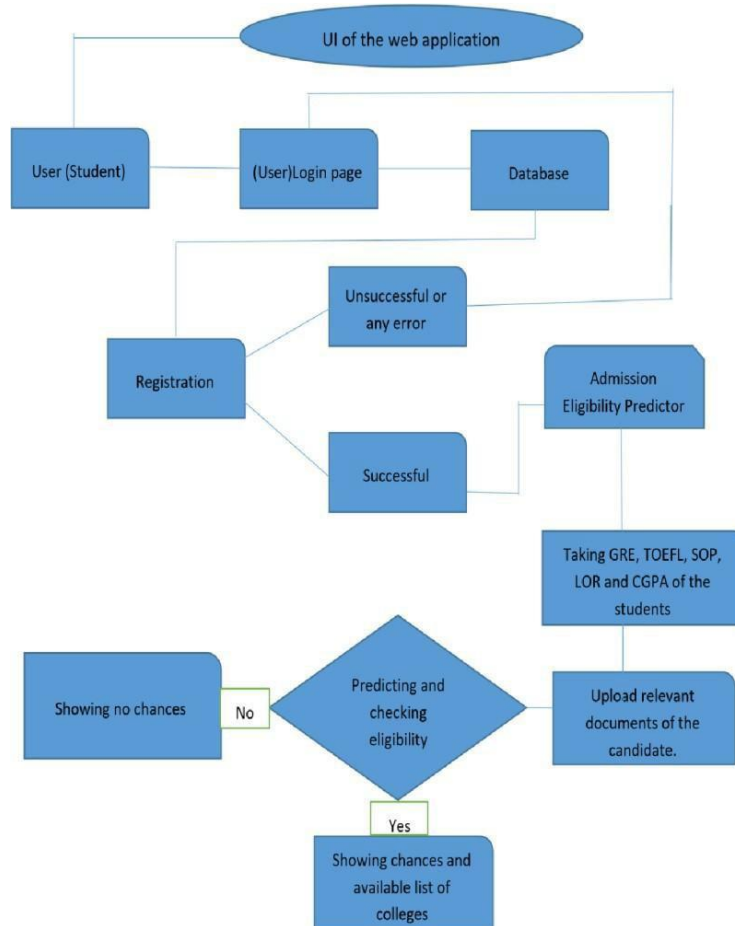 UI of the web application
User (Student)
(User)Login page
Database
Unsuccessful or
any error
Registration
Admission
Eligibility Predictor
Successful
Taking GRE, TOEFL, SOP,
LOR and CGPA of the
students
Predicting and
checking
eligibility
Upload relevant
documents of the
candidate.
Showing no chances
No
Yes
Showing chances and
available list of
colleges